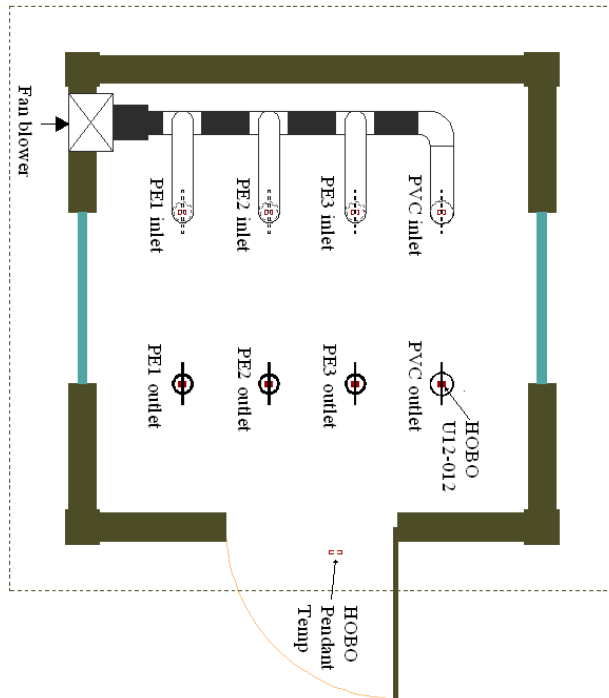 Fan blower
PE1 inlet
PE2 inlet
PE3 inlet
PVC inlet
PE1 outlet
PE2 outlet
PE3 outlet
PVC outlet
HOBO
U12-012
HOBO
Pendant
Temp